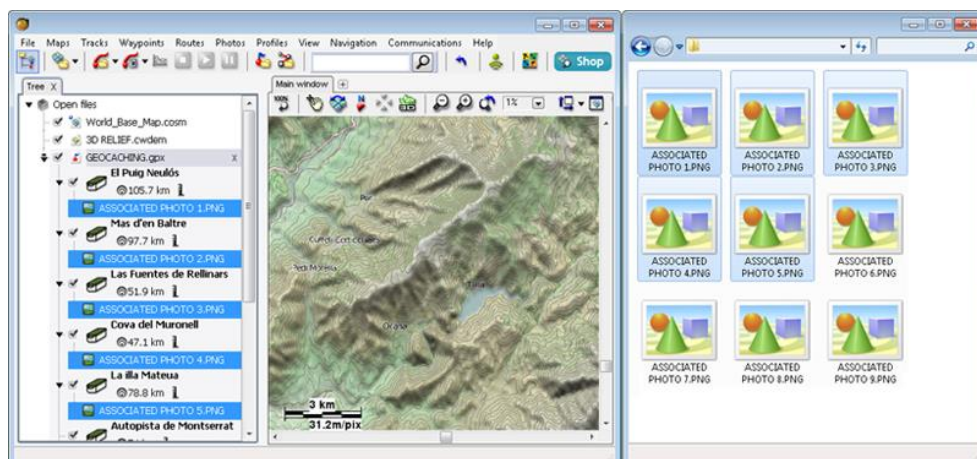 File Maps Tracks Waypoints Routes Photos Profiles View Navigation Communications Help
Shop
Tree X
Main window
Open files
100%
1%
World_Base_Map.cosm
3D RELIEF.cwdem
GEOCACHING.gpx X
El Puig Neulós
105.7 km
ASSOCIATED PHOTO 1.PNG
Mas d'en Baltre
97.7 km
ASSOCIATED PHOTO 2.PNG
Las Fuentes de Rellinars
51.9 km
ASSOCIATED PHOTO 3.PNG
Cova del Muronell
47.1 km
ASSOCIATED PHOTO 4.PNG
La illa Mateua
78.8 km
ASSOCIATED PHOTO 5.PNG
Autopista de Montserrat
3 km
31.2m/pix
ASSOCIATED
PHOTO 1.PNG
ASSOCIATED
PHOTO 2.PNG
ASSOCIATED
PHOTO 3.PNG
ASSOCIATED
PHOTO 4.PNG
ASSOCIATED
PHOTO 5.PNG
ASSOCIATED
PHOTO 6.PNG
ASSOCIATED
PHOTO 7.PNG
ASSOCIATED
PHOTO 8.PNG
ASSOCIATED
PHOTO 9.PNG